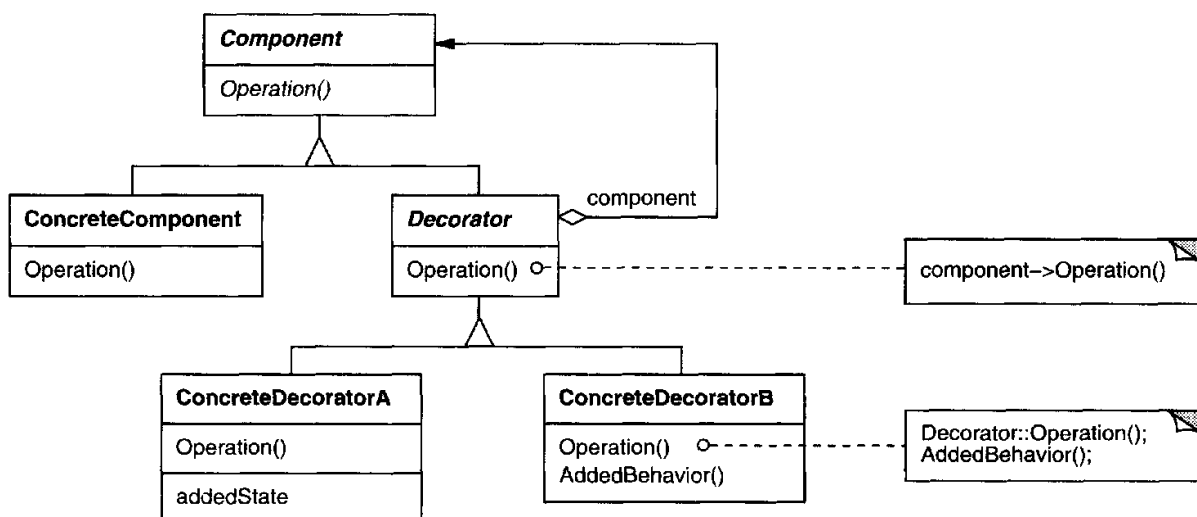 Component
Operation()
ConcreteComponent
Operation()
Decorator
Operation()
component
component–>Operation()
ConcreteDecoratorA
Operation()
addedState
ConcreteDecoratorB
Operation()
AddedBehavior()
Decorator::Operation();
AddedBehavior();